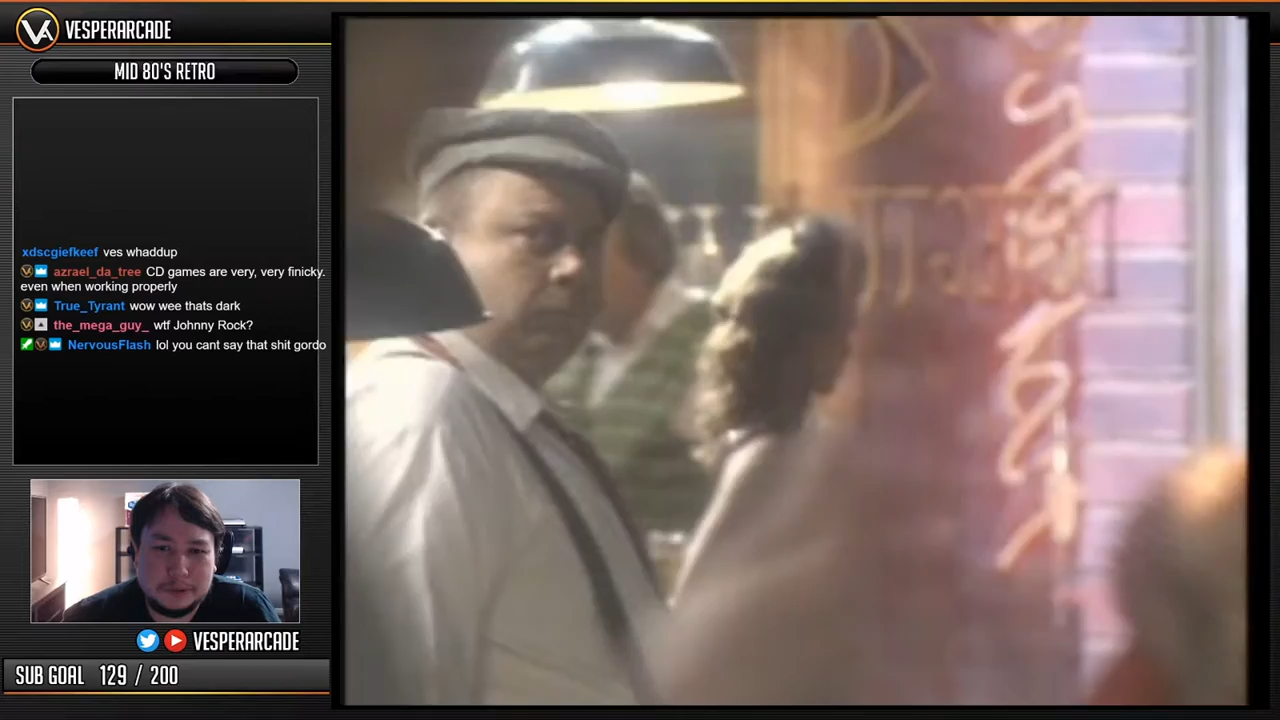 VESPERARCADE
MID 80'S RETRO
xdscgiefkeef ves whaddup
azrael_da_tree CD games are very, very finicky.
even when working properly
True_Tyrant wow wee thats dark
the_mega_guy_ wtf Johnny Rock?
NervousFlash lol you cant say that shit gordo
VESPERARCADE
SUB GOAL 129 / 200